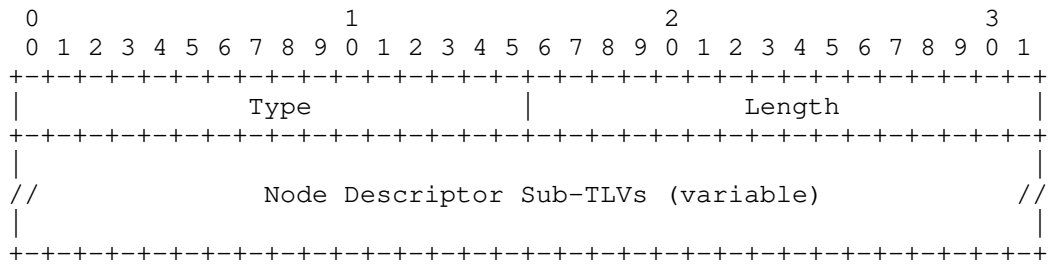 0                   1                   2                   3
 0 1 2 3 4 5 6 7 8 9 0 1 2 3 4 5 6 7 8 9 0 1 2 3 4 5 6 7 8 9 0 1
+-+-+-+-+-+-+-+-+-+-+-+-+-+-+-+-+-+-+-+-+-+-+-+-+-+-+-+-+-+-+-+-+
|              Type             |             Length            |
+-+-+-+-+-+-+-+-+-+-+-+-+-+-+-+-+-+-+-+-+-+-+-+-+-+-+-+-+-+-+-+-+
|                                                               |
//               Node Descriptor Sub-TLVs (variable)            //
|                                                               |
+-+-+-+-+-+-+-+-+-+-+-+-+-+-+-+-+-+-+-+-+-+-+-+-+-+-+-+-+-+-+-+-+